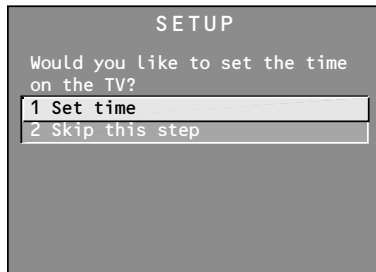 SETUP
Would you like to set the time
on the TV?
1 Set time
2 Skip this step